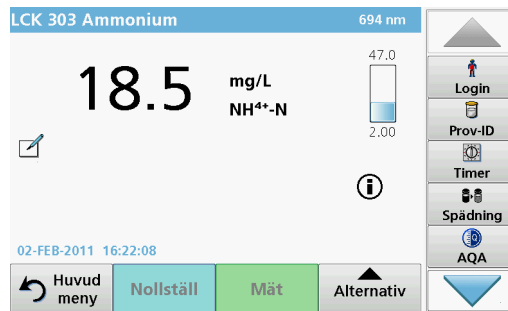 LCK 303 Ammonium 694 nm
18.5 mg/L
NH⁴⁺-N
47.0
2.00
02-FEB-2011 16:22:08
Huvud
meny
Nollställ
Mät
Alternativ
Login
Prov-ID
Timer
Spädning
AQA